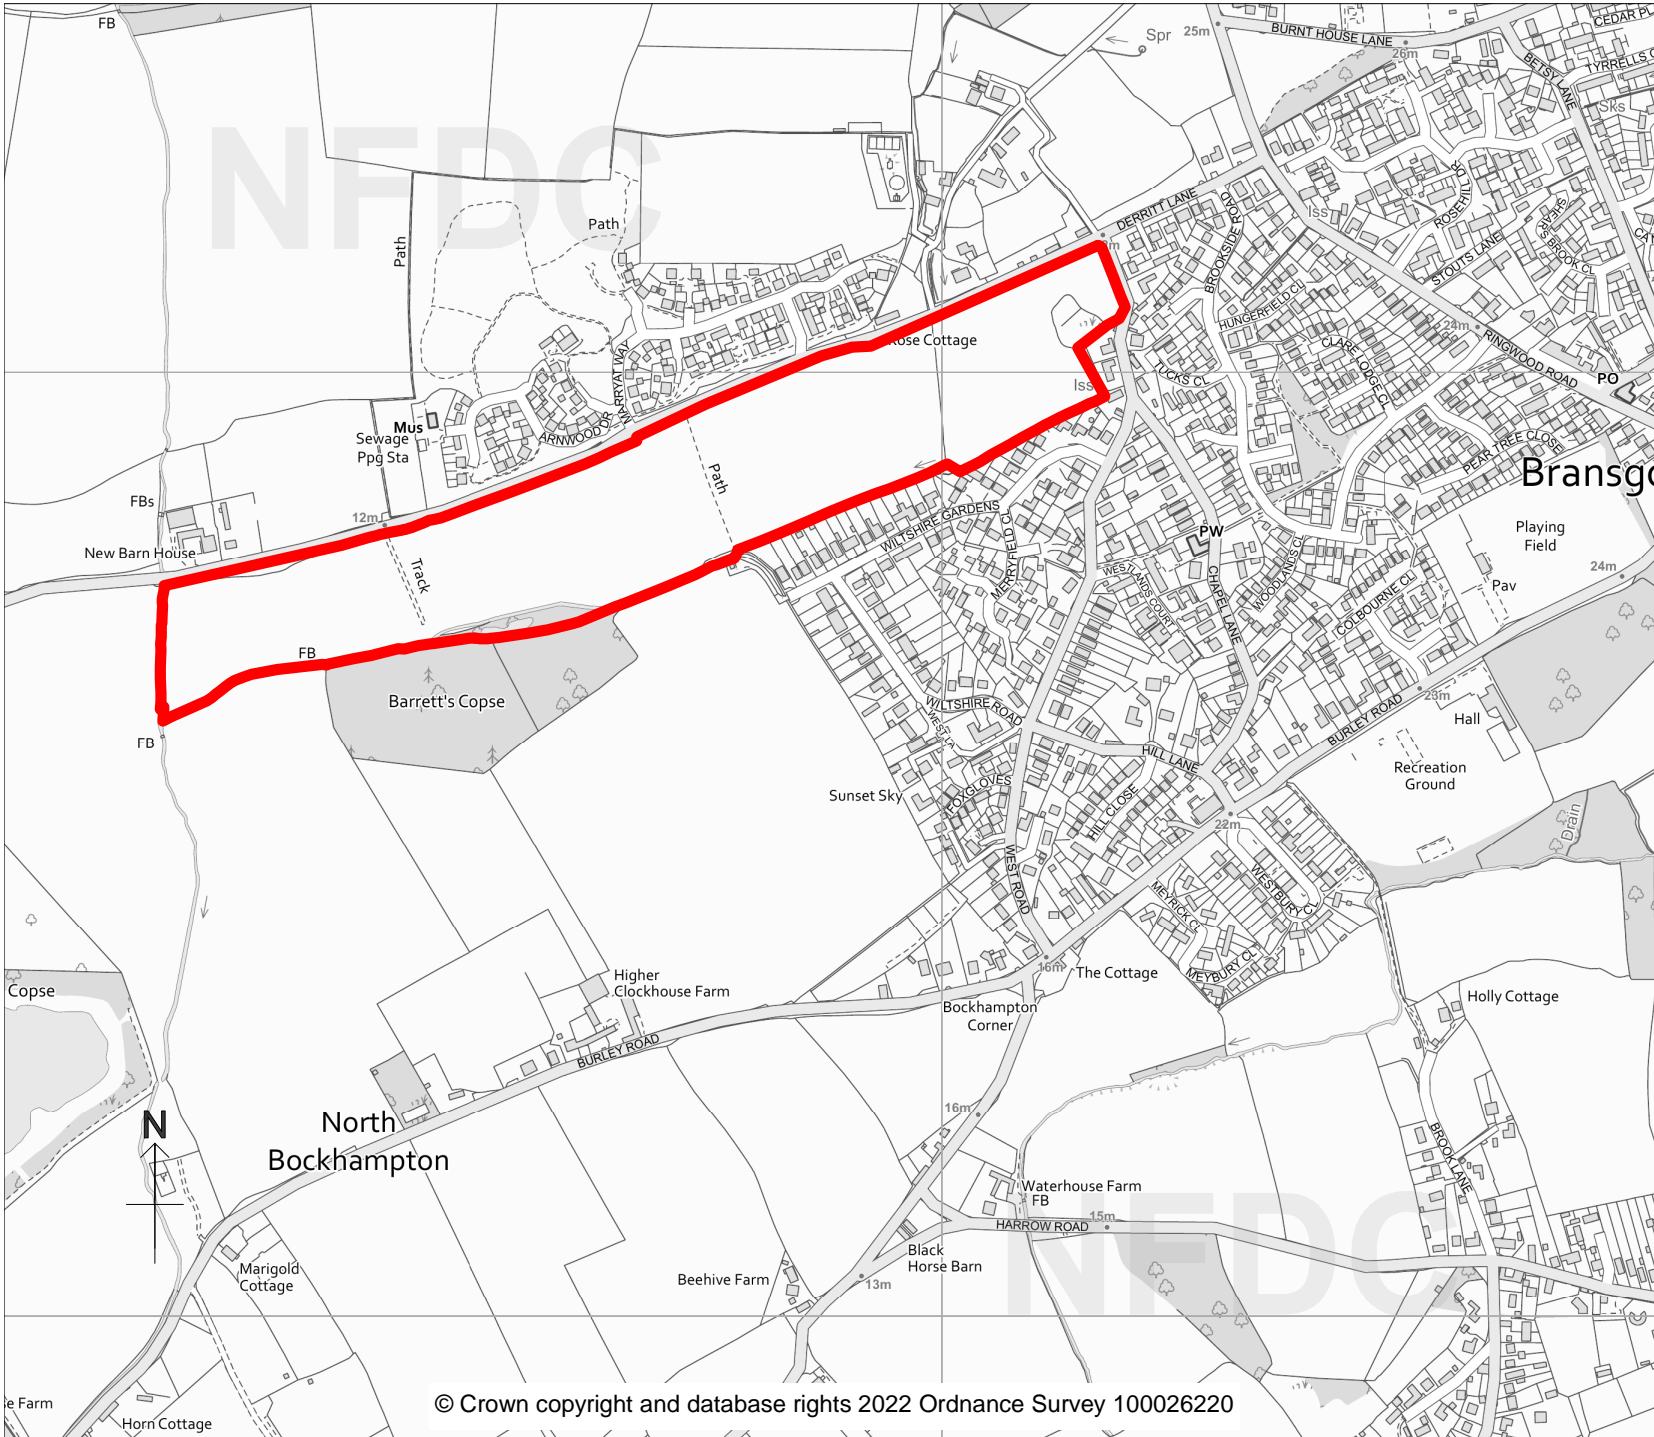 FB
Spr
25m
BURNT HOUSE LANE
26m
BETSY LANE
NFDC
Path
Path
DERRITT LANE
BROOKSIDE ROAD
Iss
ROSEHILL DR
STOUTS LANE
SHEAR'S BROOK CL
Sks
HUNGERFIELD CL
CLARE LODGE CL
24m
RINGWOOD ROAD
PO
Rose Cottage
TUCKS CL
Iss
MARRYAT WAY
ARNWOOD DR
Mus
Sewage
Ppg Sta
PEAR TREE CLOSE
Path
FBs
12m
New Barn House
Track
WILTSHIRE GARDENS
MERRYFIELD CL
PW
Playing
Field
24m
Pav
WESTLANDS COURT
CHAPEL LANE
WOODLANDS CL
COLBOURNE CL
FB
Barrett's Copse
FB
WILTSHIRE ROAD
23m
BURLEY ROAD
Hall
HILL LANE
Recreation
Ground
Sunset Sky
FOXGLOVES
HILL CLOSE
22m
Drain
WEST ROAD
MEYRICK CL
WESTBURY CL
MEYBURY CL
16m
The Cottage
Copse
Higher
Clockhouse Farm
Bockhampton
Corner
Holly Cottage
BURLEY ROAD
16m
N
North
Bockhampton
BROOK LANE
Waterhouse Farm
FB
15m
HARROW ROAD
NFDC
Black
Horse Barn
Marigold
Cottage
Beehive Farm
13m
Horn Cottage
© Crown copyright and database rights 2022 Ordnance Survey 100026220